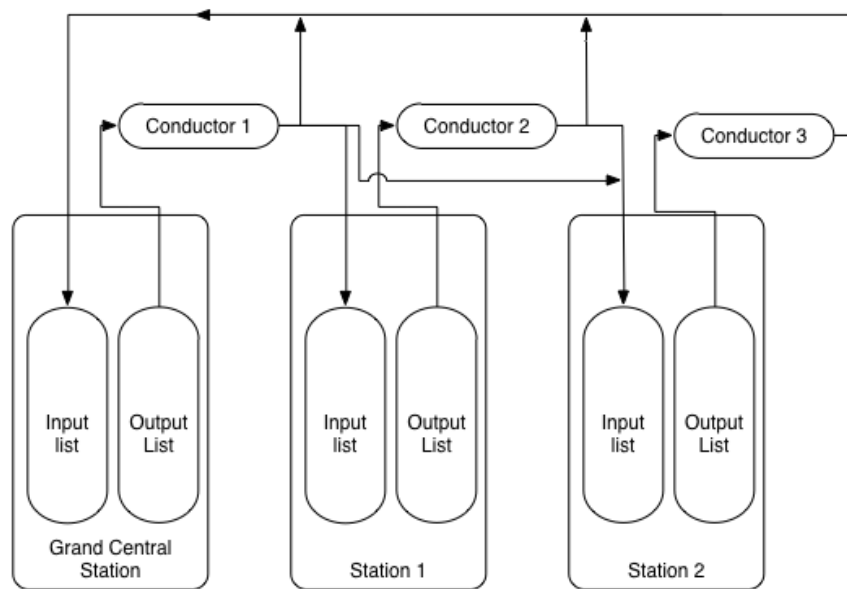 Conductor 1
Conductor 2
Conductor 3
Input
list
Output
List
Grand Central
Station
Input
list
Output
List
Station 1
Input
list
Output
List
Station 2